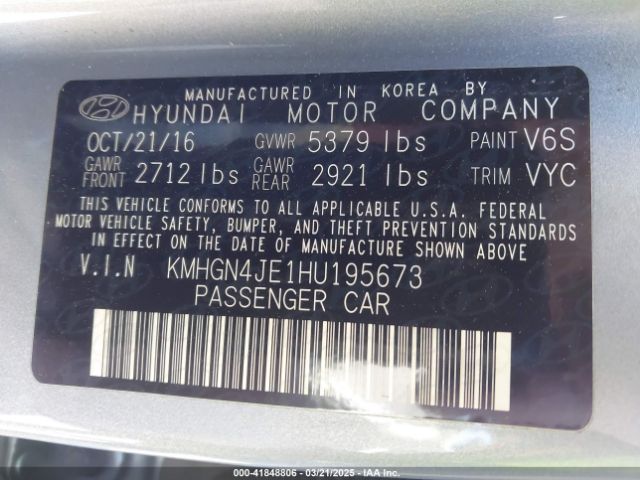 MANUFACTURED IN KOREA BY
HYUNDAI MOTOR COMPANY
OCT/21/16 GVWR 5379 lbs PAINT V6S
GAWR FRONT 2712 lbs GAWR REAR 2921 lbs TRIM VYC
THIS VEHICLE CONFORMS TO ALL APPLICABLE U.S.A. FEDERAL
MOTOR VEHICLE SAFETY, BUMPER, AND THEFT PREVENTION STANDARDS
IN EFFECT ON THE DATE OF MANUFACTURE SHOWN ABOVE
V.I.N KMHGN4JE1HU195673
PASSENGER CAR
000-41848806 - 03/21/2025 - IAA Inc.